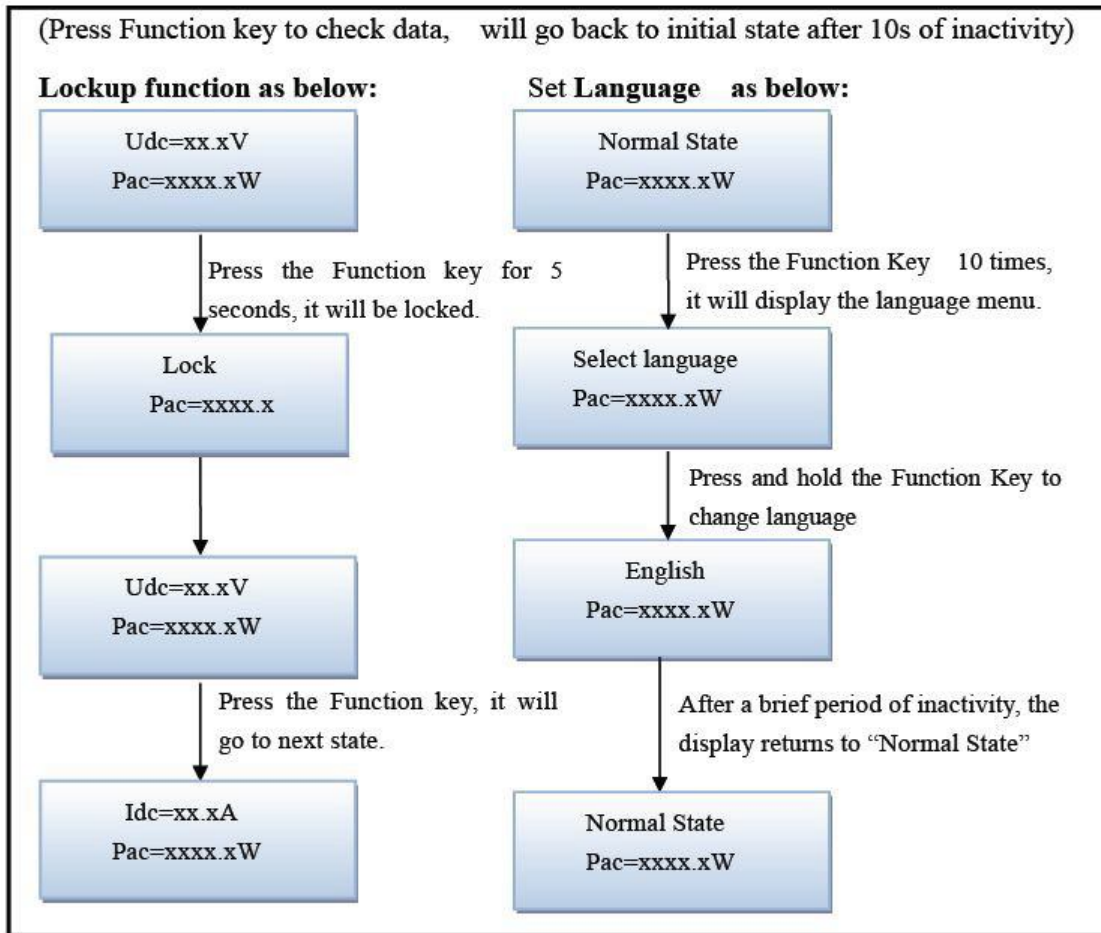 (Press Function key to check data, will go back to initial state after 10s of inactivity)
Lockup function as below:
Udc=xx.xV
Pac=xxxx.xW
Press the Function key for 5
seconds, it will be locked.
Lock
Pac=xxxx.x
Udc=xx.xV
Pac=xxxx.xW
Press the Function key, it will
go to next state.
Idc=xx.xA
Pac=xxxx.xW
Set Language as below:
Normal State
Pac=xxxx.xW
Press the Function Key 10 times,
it will display the language menu.
Select language
Pac=xxxx.xW
Press and hold the Function Key to
change language
English
Pac=xxxx.xW
After a brief period of inactivity, the
display returns to “Normal State”
Normal State
Pac=xxxx.xW